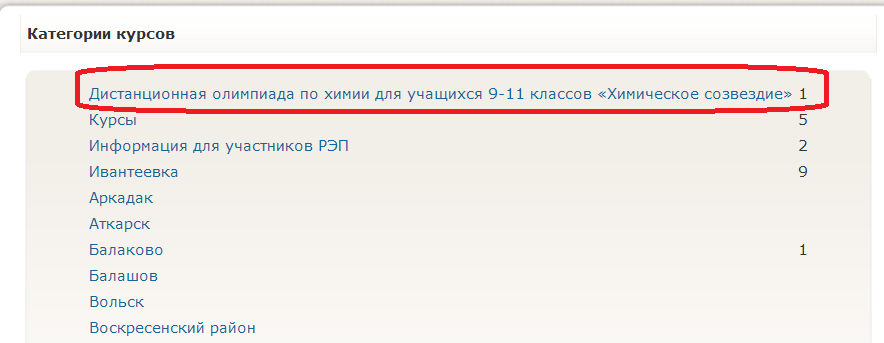 Категории курсов
Дистанционная олимпиада по химии для учащихся 9-11 классов «Химическое созвездие» 1
Курсы 5
Информация для участников РЭП 2
Ивантеевка 9
Аркадак
Аткарск
Балаково 1
Балашов
Вольск
Воскресенский район